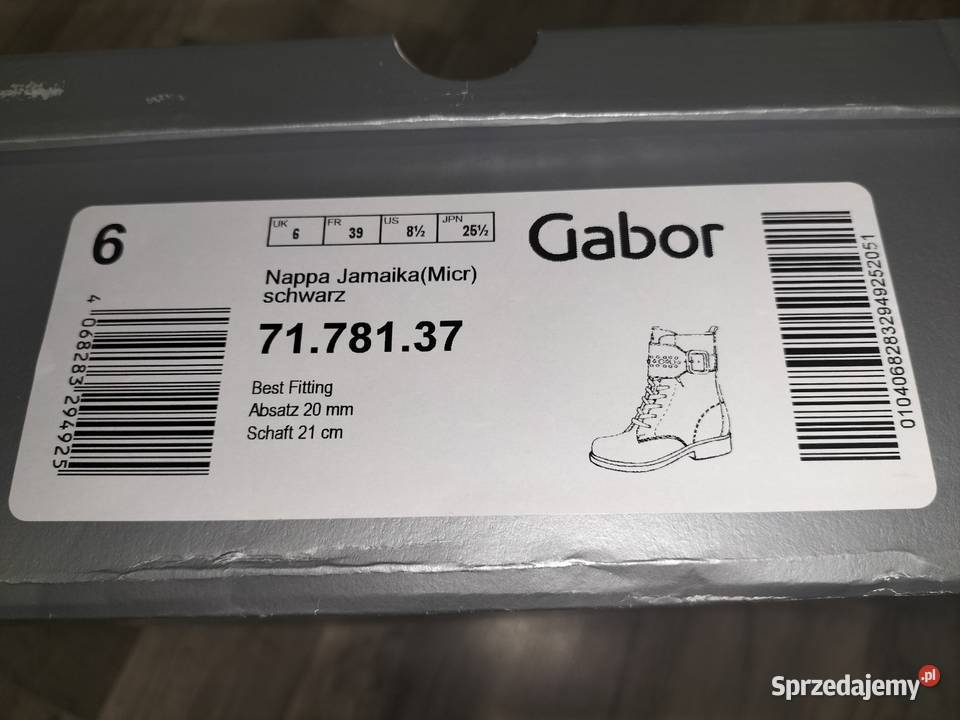 6
UK 6 FR 39 US 8½ JPN 25½
Gabor
Nappa Jamaika(Micr)
schwarz
71.781.37
Best Fitting
Absatz 20 mm
Schaft 21 cm
4 068283 294925
01040682832949252051
Sprzedajemy.pl